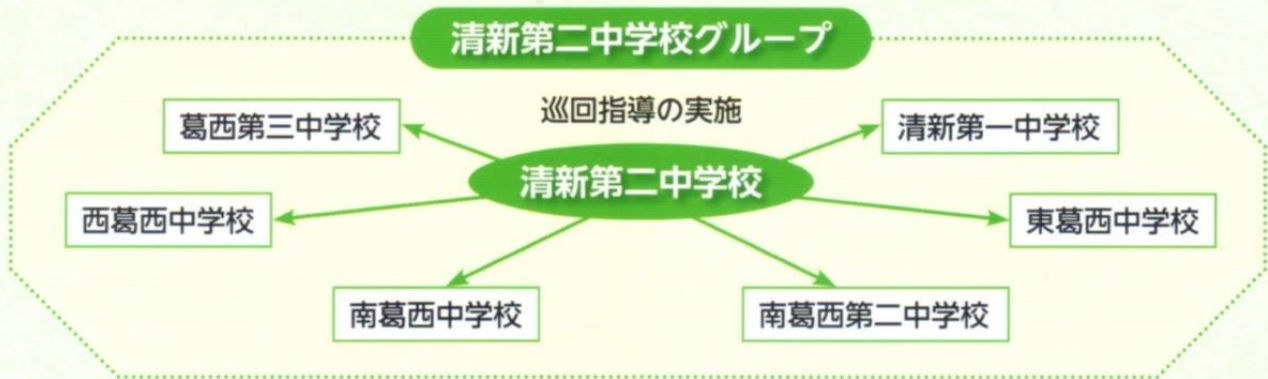 清新第二中学校グループ
巡回指導の実施
葛西第三中学校
清新第一中学校
清新第二中学校
西葛西中学校
東葛西中学校
南葛西中学校
南葛西第二中学校